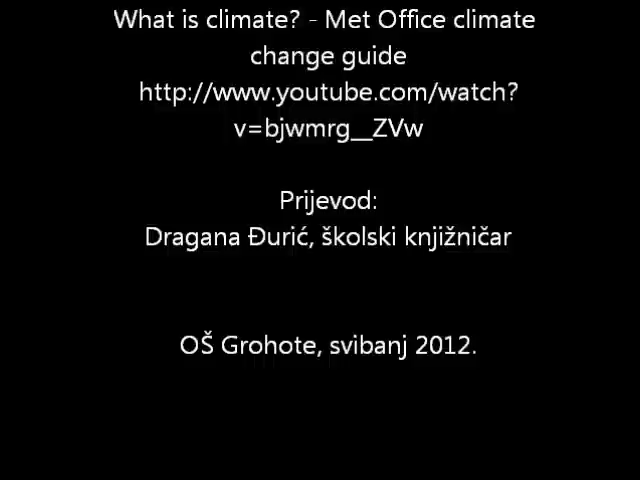 What is climate? - Met Office climate
change guide
http://www.youtube.com/watch?
v=bjwmrg__ZVw
Prijevod:
Dragana Đurić, školski knjižničar
OŠ Grohote, svibanj 2012.